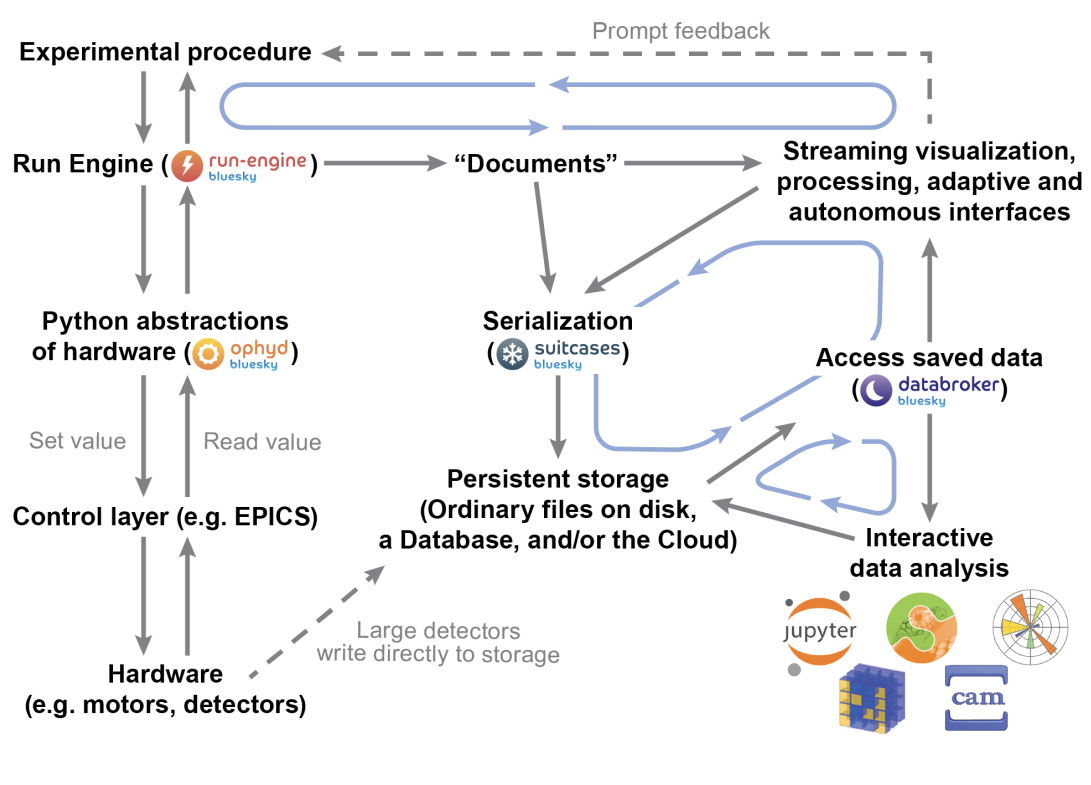 Prompt feedback
Experimental procedure
Run Engine ( run-engine bluesky )
“Documents”
Streaming visualization,
processing, adaptive and
autonomous interfaces
Python abstractions
of hardware ( ophyd bluesky )
Serialization
( suitcases bluesky )
Access saved data
( databroker bluesky )
Set value
Read value
Persistent storage
(Ordinary files on disk,
a Database, and/or the Cloud)
Control layer (e.g. EPICS)
Interactive
data analysis
jupyter
Large detectors
write directly to storage
Hardware
(e.g. motors, detectors)
cam